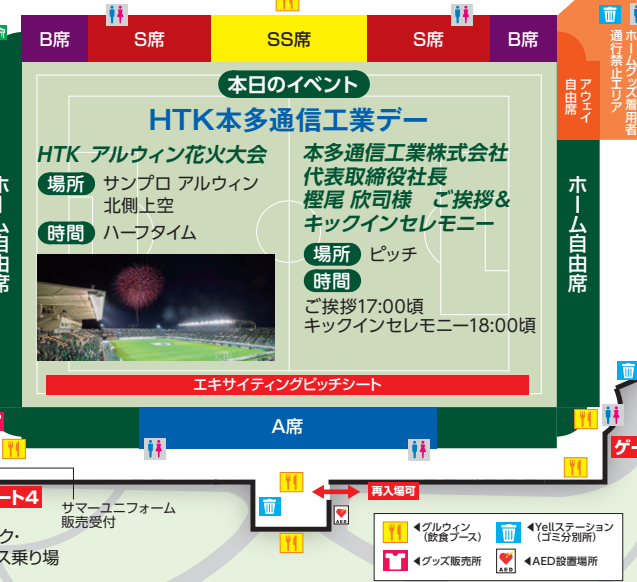 B席
S席
SS席
S席
B席
本日のイベント
HTK本多通信工業デー
HTK アルウィン花火大会
場所 サンプロ アルウィン
北側上空
時間 ハーフタイム
本多通信工業株式会社
代表取締役社長
樫尾 欣司様 ご挨拶&
キックインセレモニー
場所 ピッチ
時間
ご挨拶17:00頃
キックインセレモニー18:00頃
エキサイティングピッチシート
A席
ホーム自由席
ホーム自由席
アウェイ
自由席
ホームグッズ着用者
通行禁止エリア
ート4
サマーユニフォーム
販売受付
ク・
ス乗り場
再入場可
AED
ゲー
◀グルウィン
(飲食ブース)
◀Yellステーション
(ゴミ分別所)
◀グッズ販売所
AED
◀AED設置場所